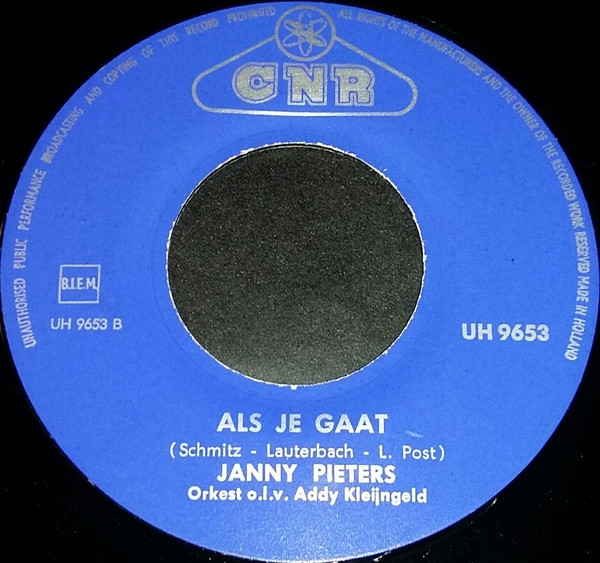 UNAUTHORISED PUBLIC PERFORMANCE BROADCASTING AND COPYING OF THIS RECORD PROHIBITED
ALL RIGHTS OF THE MANUFACTURERS AND THE OWNER OF THE RECORDED WORK RESERVED MADE IN HOLLAND
CNR
B.I.E.M.
UH 9653 B
UH 9653
ALS JE GAAT
(Schmitz - Lauterbach - L. Post)
JANNY PIETERS
Orkest o.l.v. Addy Kleijngeld